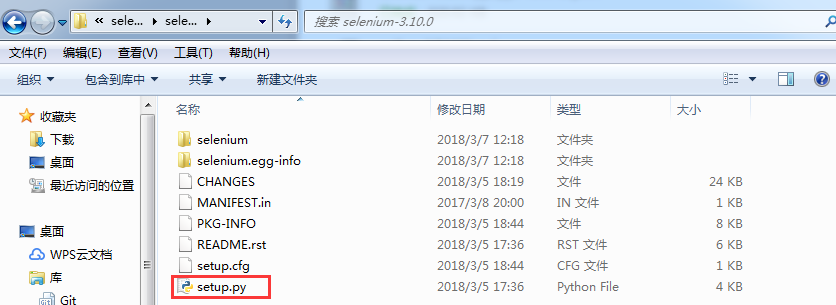 « sele... ▸ sele... ▸ 搜索 selenium-3.10.0
文件(F) 编辑(E) 查看(V) 工具(T) 帮助(H)
组织 包含到库中 共享 新建文件夹
收藏夹
下载
桌面
最近访问的位置
桌面
WPS云文档
库
Git
名称 修改日期 类型 大小
selenium 2018/3/7 12:18 文件夹
selenium.egg-info 2018/3/7 12:18 文件夹
CHANGES 2018/3/5 18:19 文件 24 KB
MANIFEST.in 2017/3/8 20:00 IN 文件 1 KB
PKG-INFO 2018/3/5 18:44 文件 8 KB
README.rst 2018/3/5 17:36 RST 文件 6 KB
setup.cfg 2018/3/5 18:44 CFG 文件 1 KB
setup.py 2018/3/5 17:36 Python File 4 KB